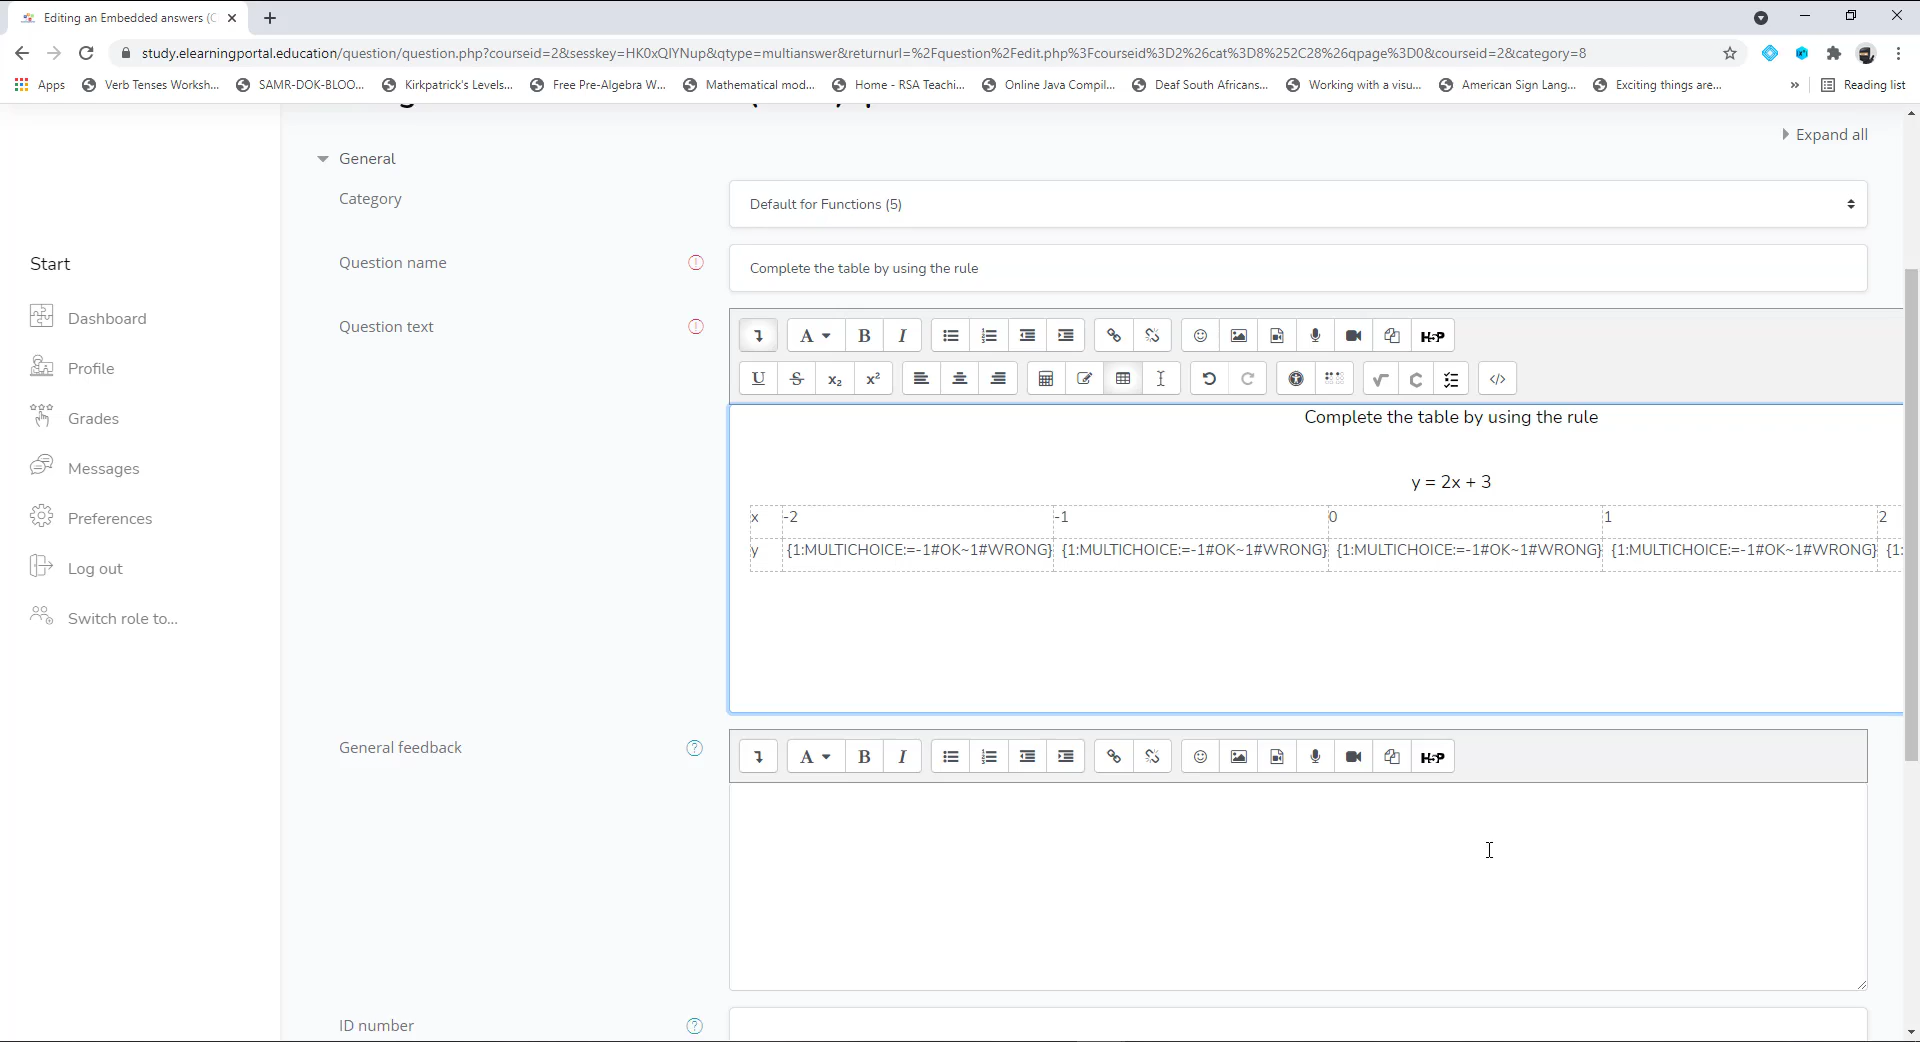 Editing an Embedded answers (C
study.elearningportal.education/question/question.php?courseid=2&sesskey=HK0xQIYNup&qtype=multianswer&returnurl=%2Fquestion%2Fedit.php%3Fcourseid%3D2%26cat%3D8%252C28%26qpage%3D0&courseid=2&category=8
Apps Verb Tenses Worksh... SAMR-DOK-BLOO... Kirkpatrick's Levels... Free Pre-Algebra W... Mathematical mod... Home - RSA Teachi... Online Java Compil... Deaf South Africans... Working with a visu... American Sign Lang... Exciting things are... » Reading list
Expand all
General
Category
Default for Functions (5)
Question name
Complete the table by using the rule
Question text
A B I H-P
U S x₂ x² C </>
Complete the table by using the rule
y = 2x + 3
x -2 -1 0 1 2
y {1:MULTICHOICE:=-1#OK~1#WRONG} {1:MULTICHOICE:=-1#OK~1#WRONG} {1:MULTICHOICE:=-1#OK~1#WRONG} {1:MULTICHOICE:=-1#OK~1#WRONG} {1:
General feedback
A B I H-P
ID number
Start
Dashboard
Profile
Grades
Messages
Preferences
Log out
Switch role to...